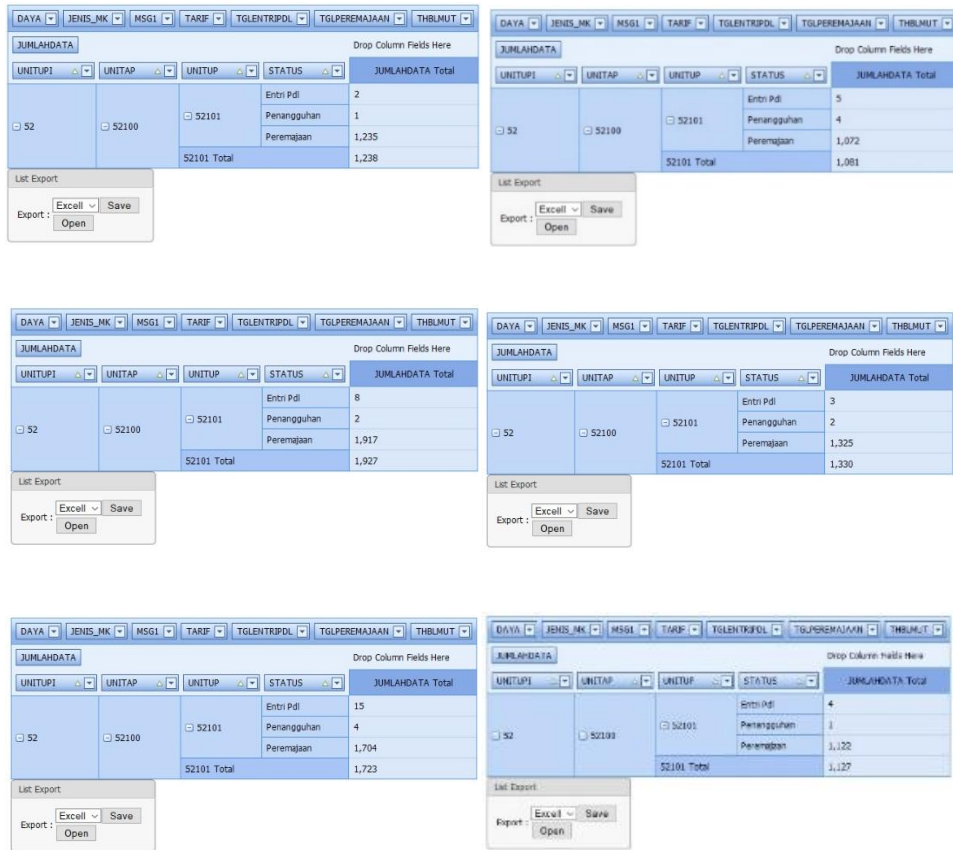 DAYA JENIS_MK MSG1 TARIF TGLENTRIPDL TGLPEREMAJAAN THBLMUT
JUMLAHDATA Drop Column Fields Here
UNITUPI UNITAP UNITUP STATUS JUMLAHDATA Total
Entri Pdl 2
52 52100 52101 Penangguhan 1
Peremajaan 1,235
52101 Total 1,238
List Export
Export : Excell Save
Open
DAYA JENIS_MK MSG1 TARIF TGLENTRIPDL TGLPEREMAJAAN THBLMUT
JUMLAHDATA Drop Column Fields Here
UNITUPI UNITAP UNITUP STATUS JUMLAHDATA Total
Entri Pdl 5
52 52100 52101 Penangguhan 4
Peremajaan 1,072
52101 Total 1,081
List Export
Export : Excell Save
Open
DAYA JENIS_MK MSG1 TARIF TGLENTRIPDL TGLPEREMAJAAN THBLMUT
JUMLAHDATA Drop Column Fields Here
UNITUPI UNITAP UNITUP STATUS JUMLAHDATA Total
Entri Pdl 8
52 52100 52101 Penangguhan 2
Peremajaan 1,917
52101 Total 1,927
List Export
Export : Excell Save
Open
DAYA JENIS_MK MSG1 TARIF TGLENTRIPDL TGLPEREMAJAAN THBLMUT
JUMLAHDATA Drop Column Fields Here
UNITUPI UNITAP UNITUP STATUS JUMLAHDATA Total
Entri Pdl 3
52 52100 52101 Penangguhan 2
Peremajaan 1,325
52101 Total 1,330
List Export
Export : Excell Save
Open
DAYA JENIS_MK MSG1 TARIF TGLENTRIPDL TGLPEREMAJAAN THBLMUT
JUMLAHDATA Drop Column Fields Here
UNITUPI UNITAP UNITUP STATUS JUMLAHDATA Total
Entri Pdl 15
52 52100 52101 Penangguhan 4
Peremajaan 1,704
52101 Total 1,723
List Export
Export : Excell Save
Open
DAYA JENIS_MK MSG1 TARIF TGLENTRIPDL TGLPEREMAJAAN THBLMUT
JUMLAHDATA Drop Column Fields Here
UNITUPI UNITAP UNITUP STATUS JUMLAHDATA Total
Entri Pdl 4
52 52100 52101 Penangguhan 1
Peremajaan 1,122
52101 Total 1,127
List Export
Export : Excell Save
Open